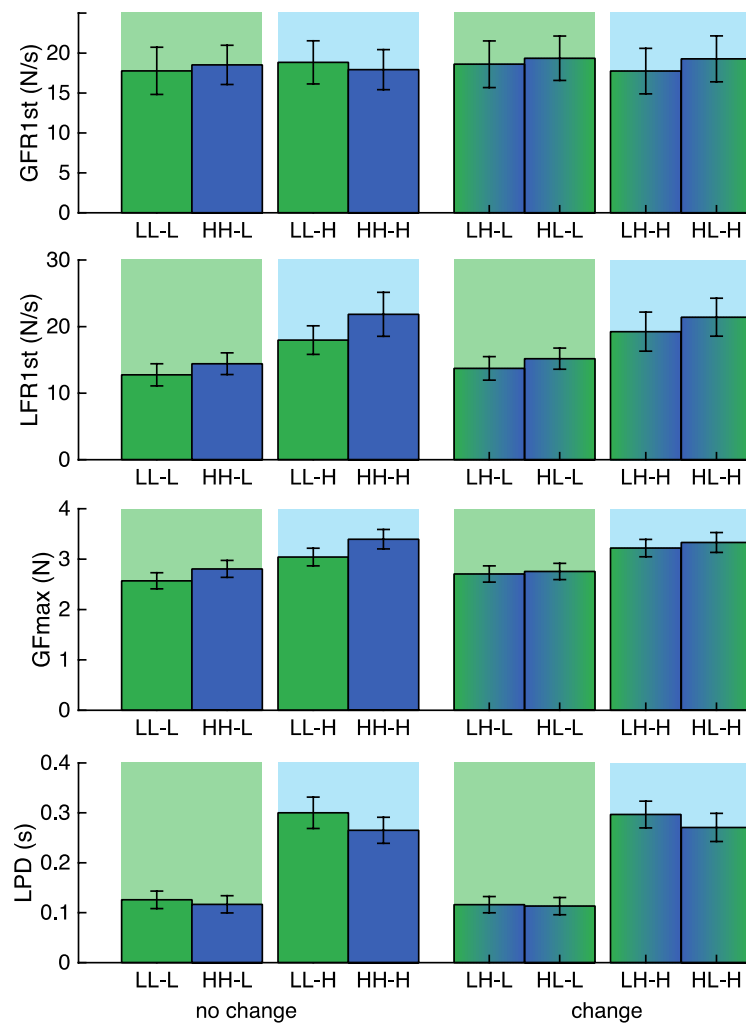 GFR1st (N/s)
20
15
10
5
0
LL-L HH-L LL-H HH-H LH-L HL-L LH-H HL-H
LFR1st (N/s)
30
20
10
0
LL-L HH-L LL-H HH-H LH-L HL-L LH-H HL-H
GFmax (N)
4
3
2
1
0
LL-L HH-L LL-H HH-H LH-L HL-L LH-H HL-H
LPD (s)
0.4
0.3
0.2
0.1
0
LL-L HH-L LL-H HH-H LH-L HL-L LH-H HL-H
no change change